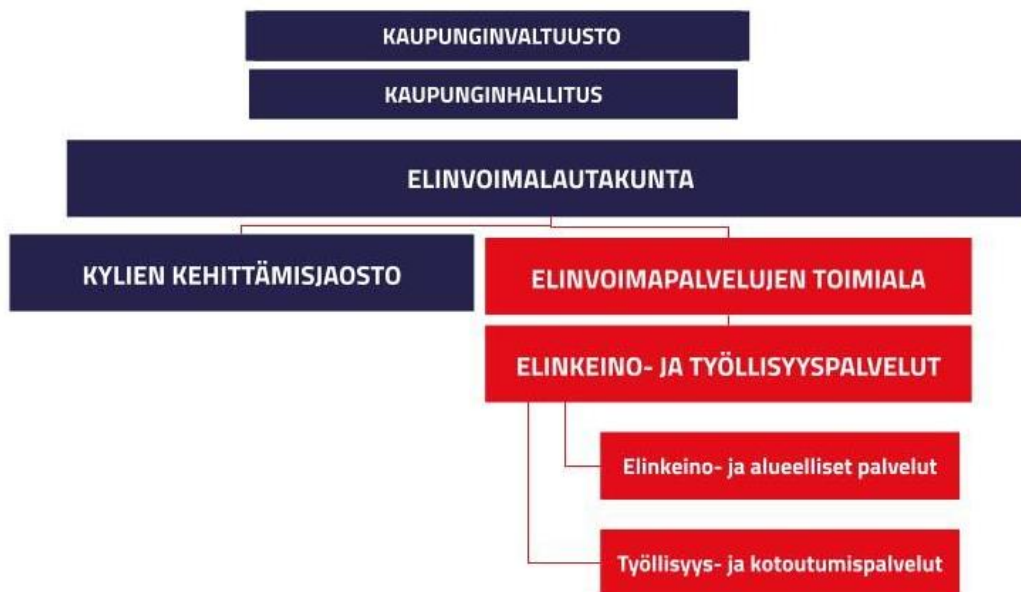 KAUPUNGINVALTUUSTO
KAUPUNGINHALLITUS
ELINVOIMALAUTAKUNTA
KYLIEN KEHITTÄMISJAOSTO
ELINVOIMAPALVELUJEN TOIMIALA
ELINKEINO- JA TYÖLLISYYSPALVELUT
Elinkeino- ja alueelliset palvelut
Työllisyys- ja kotoutumispalvelut